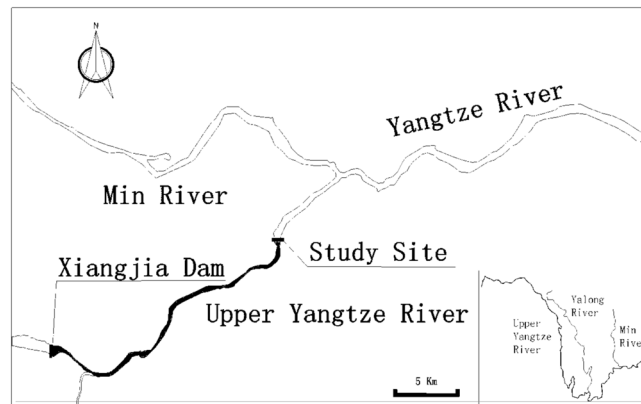 N
Yangtze River
Min River
Study Site
Xiangjia Dam
Upper Yangtze River
5 Km
Yalong
River
Upper
Yangtze
River
Min
River